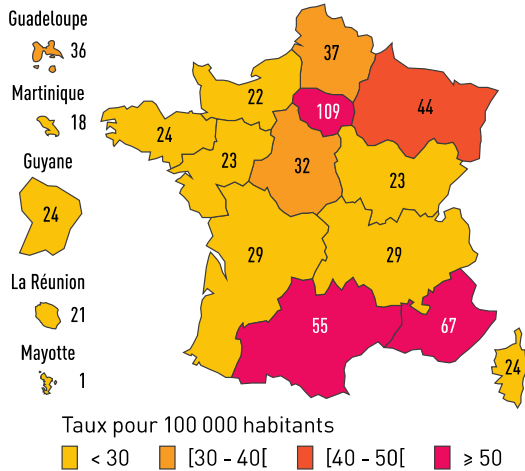 Guadeloupe
36
Martinique
18
Guyane
24
La Réunion
21
Mayotte
1
37
22
109
44
24
23
32
23
29
29
55
67
24
Taux pour 100 000 habitants
< 30 [30 - 40[ [40 - 50[ ≥ 50